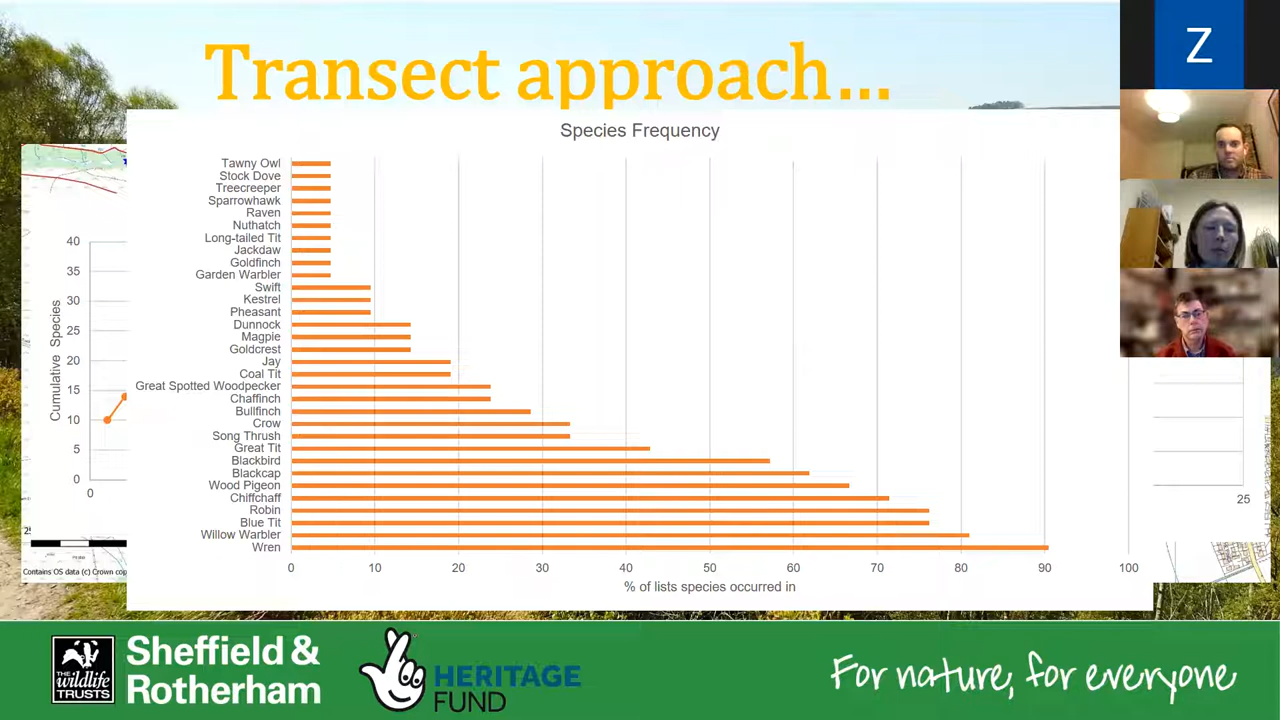 Transect approach...
Z
Species Frequency
Tawny Owl
Stock Dove
Treecreeper
Sparrowhawk
Raven
Nuthatch
Long-tailed Tit
Jackdaw
Goldfinch
Garden Warbler
Swift
Kestrel
Pheasant
Dunnock
Magpie
Goldcrest
Jay
Coal Tit
Great Spotted Woodpecker
Chaffinch
Bullfinch
Crow
Song Thrush
Great Tit
Blackbird
Blackcap
Wood Pigeon
Chiffchaff
Robin
Blue Tit
Willow Warbler
Wren
0 10 20 30 40 50 60 70 80 90 100
% of lists species occurred in
Cumulative Species
40
35
30
25
20
15
10
5
0
0
25
Contains OS data (c) Crown cop
THE
wildlife
TRUSTS
Sheffield &
Rotherham
HERITAGE
FUND
For nature, for everyone